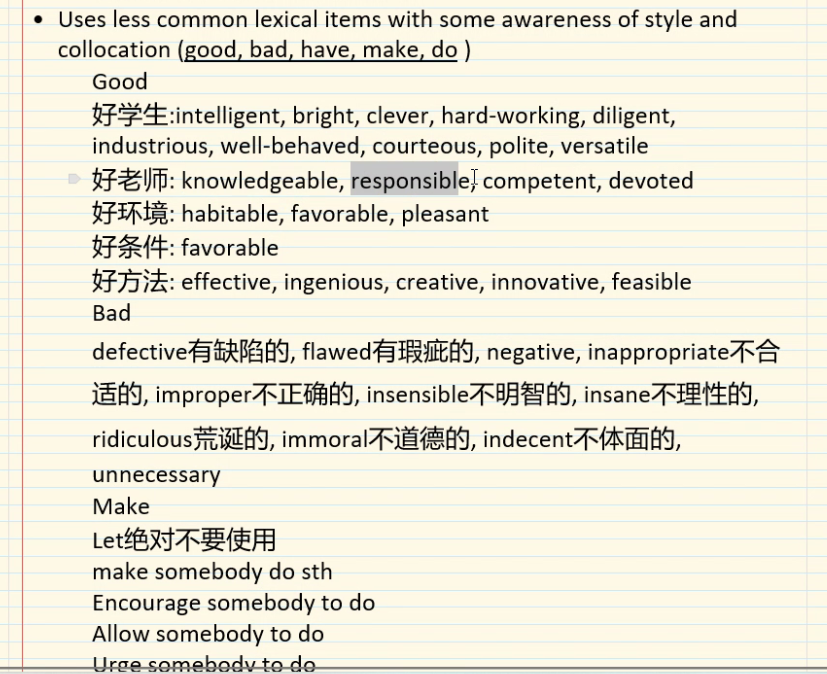 • Uses less common lexical items with some awareness of style and
collocation (good, bad, have, make, do )
Good
好学生:intelligent, bright, clever, hard-working, diligent,
industrious, well-behaved, courteous, polite, versatile
好老师: knowledgeable, responsible, competent, devoted
好环境: habitable, favorable, pleasant
好条件: favorable
好方法: effective, ingenious, creative, innovative, feasible
Bad
defective有缺陷的, flawed有瑕疵的, negative, inappropriate不合
适的, improper不正确的, insensible不明智的, insane不理性的,
ridiculous荒诞的, immoral不道德的, indecent不体面的,
unnecessary
Make
Let绝对不要使用
make somebody do sth
Encourage somebody to do
Allow somebody to do
Urge somebody to do